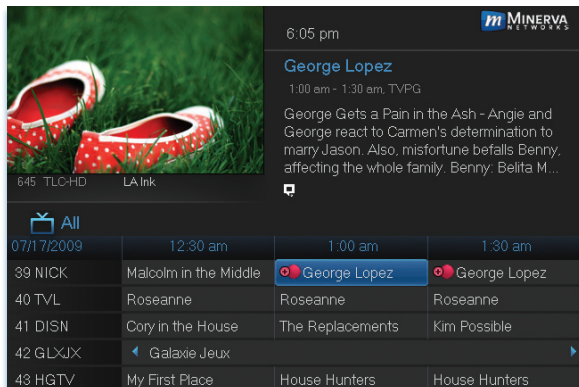 6:05 pm
m MINERVA
NETWORKS
George Lopez
1:00 am - 1:30 am, TVPG
George Gets a Pain in the Ash - Angie and
George react to Carmen's determination to
marry Jason. Also, misfortune befalls Benny,
affecting the whole family. Benny: Belita M...
645 TLC-HD LA Ink
All
07/17/2009 12:30 am 1:00 am 1:30 am
39 NICK Malcolm in the Middle George Lopez George Lopez
40 TVL Roseanne Roseanne Roseanne
41 DISN Cory in the House The Replacements Kim Possible
42 GLXJX Galaxie Jeux
43 HGTV My First Place House Hunters House Hunters